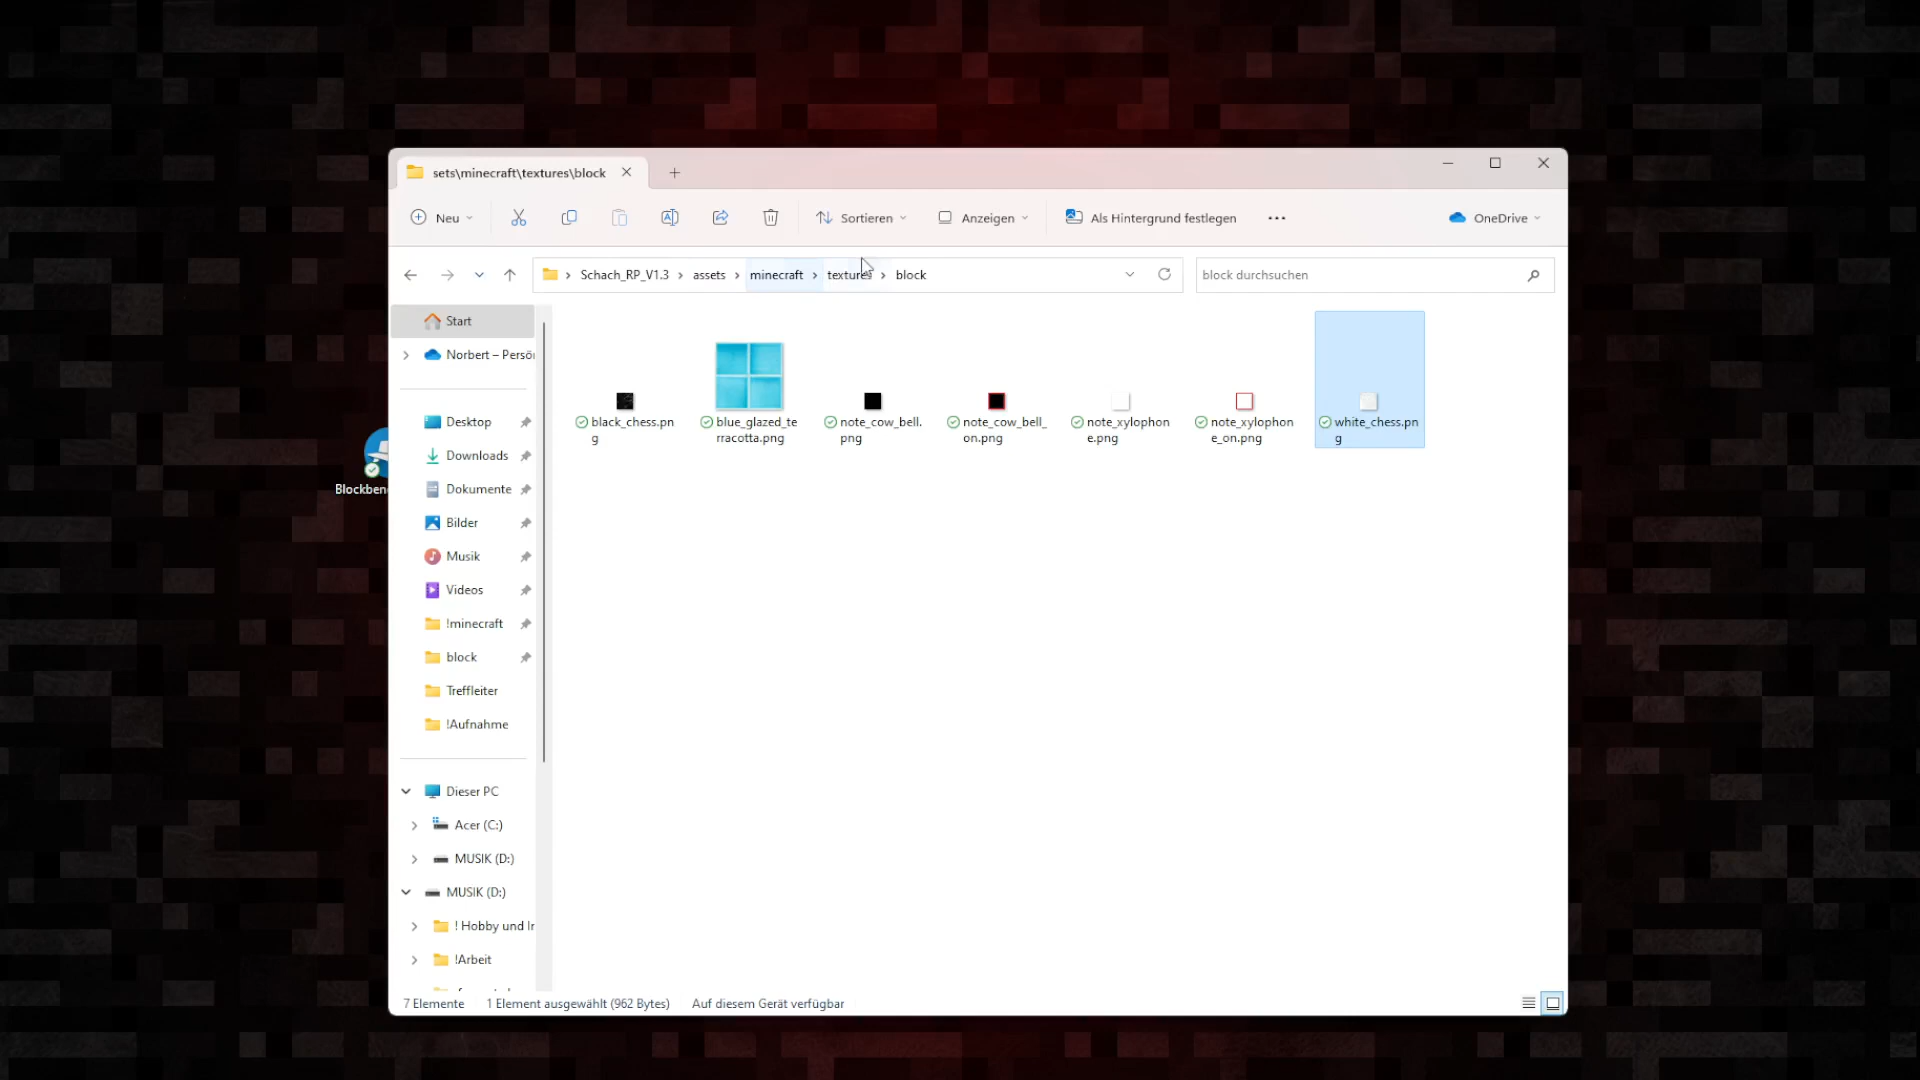 sets\minecraft\textures\block
Neu
Sortieren
Anzeigen
Als Hintergrund festlegen
OneDrive
Schach_RP_V1.3
assets
minecraft
textures
block
block durchsuchen
Start
Norbert – Persö
Desktop
Downloads
Dokumente
Bilder
Musik
Videos
!minecraft
block
Treffleiter
!Aufnahme
Dieser PC
Acer (C:)
MUSIK (D:)
MUSIK (D:)
! Hobby und Ir
!Arbeit
Blockben
black_chess.pn
g
blue_glazed_te
rracotta.png
note_cow_bell.
png
note_cow_bell_
on.png
note_xylophon
e.png
note_xylophon
e_on.png
white_chess.pn
g
7 Elemente
1 Element ausgewählt (962 Bytes)
Auf diesem Gerät verfügbar